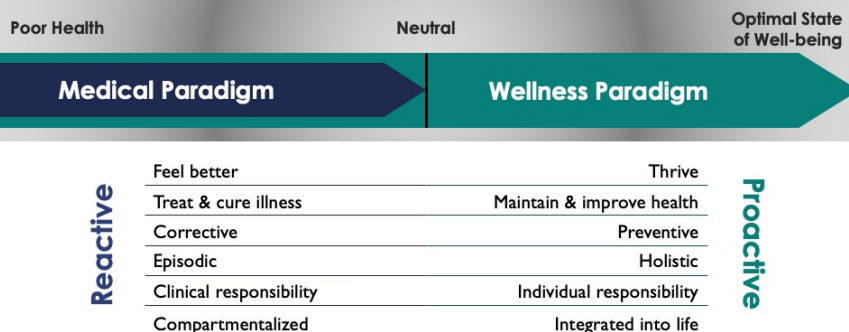 Poor Health
Neutral
Optimal State
of Well-being
Medical Paradigm
Wellness Paradigm
Reactive
Feel better
Thrive
Treat & cure illness
Maintain & improve health
Corrective
Preventive
Episodic
Holistic
Clinical responsibility
Individual responsibility
Compartmentalized
Integrated into life
Proactive